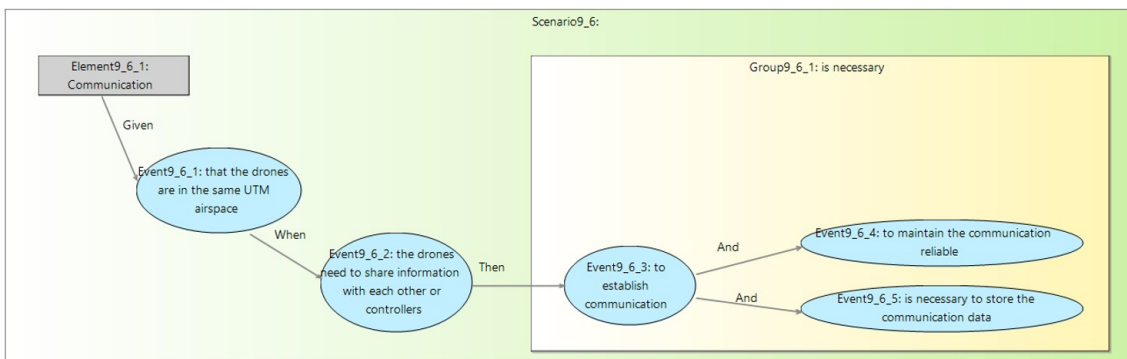 Scenario9_6:
Element9_6_1:
Communication
Group9_6_1: is necessary
Given
Event9_6_1: that the drones
are in the same UTM
airspace
When
Event9_6_2: the drones
need to share information
with each other or
controllers
Then
Event9_6_3: to
establish
communication
And
Event9_6_4: to maintain the communication
reliable
And
Event9_6_5: is necessary to store the
communication data